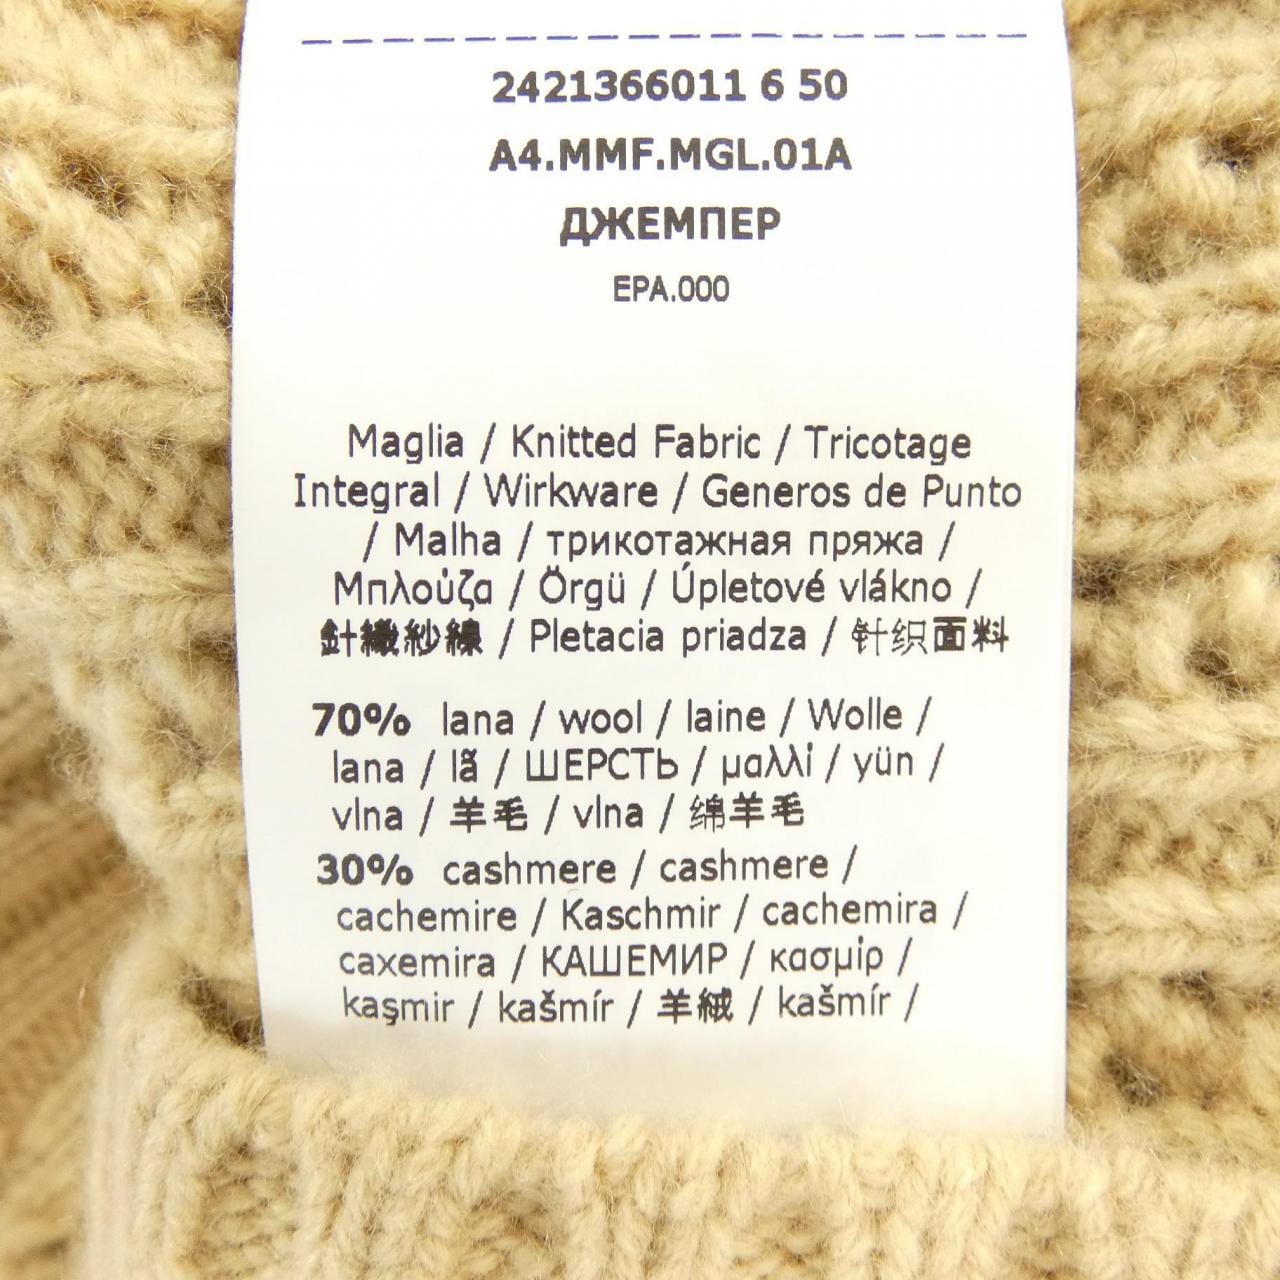 2421366011 6 50
A4.MMF.MGL.01A
ДЖЕМПЕР
EPA.000
Maglia / Knitted Fabric / Tricotage
Integral / Wirkware / Generos de Punto
/ Malha / трикотажная пряжа /
Μπλούζα / Örgü / Úpletové vlákno /
針織紗線 / Pletacia priadza / 针织面料
70% lana / wool / laine / Wolle /
lana / lã / ШЕРСТЬ / μαλλί / yün /
vlna / 羊毛 / vlna / 绵羊毛
30% cashmere / cashmere /
cachemire / Kaschmir / cachemira /
caxemira / КАШЕМИР / κασμίρ /
kaşmir / kašmír / 羊絨 / kašmír /